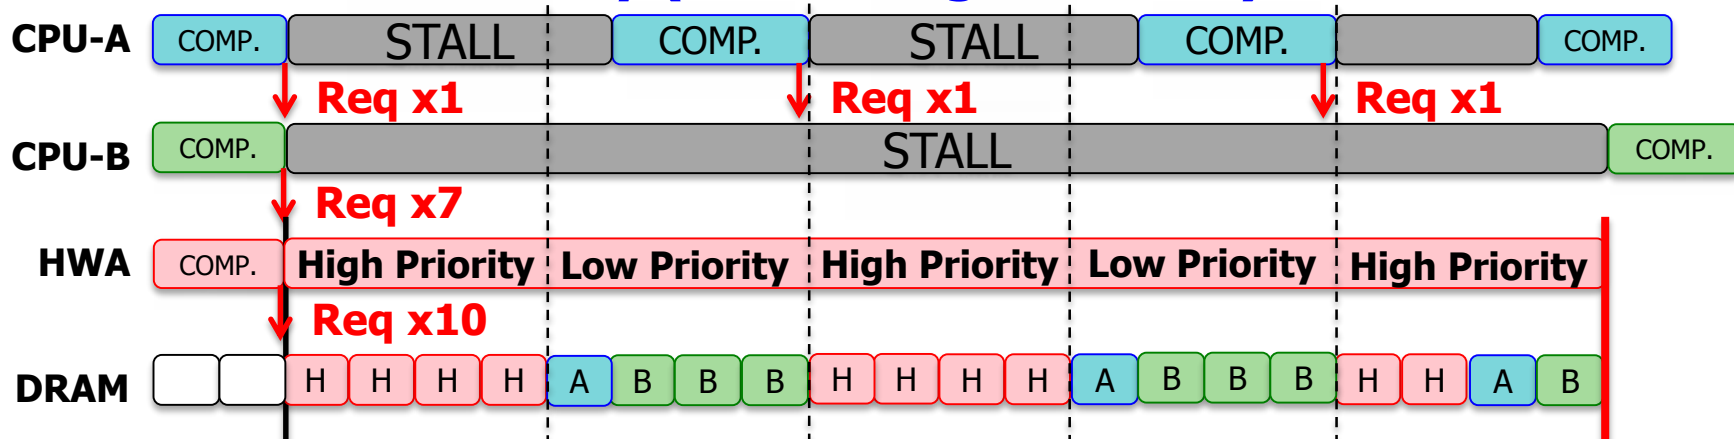 CPU-A COMP. STALL COMP. STALL COMP. COMP.
Req x1 Req x1 Req x1
CPU-B COMP. STALL COMP.
Req x7
HWA COMP. High Priority Low Priority High Priority Low Priority High Priority
Req x10
DRAM H H H H A B B B H H H H A B B B H H A B